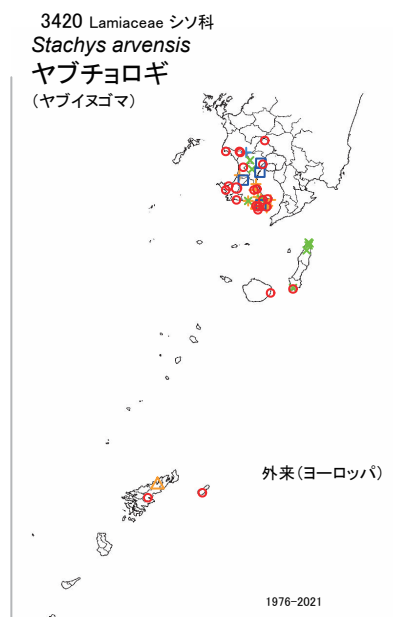 3420 Lamiaceae シソ科
Stachys arvensis
ヤブチョロギ
(ヤブイヌゴマ)
外来(ヨーロッパ)
1976-2021